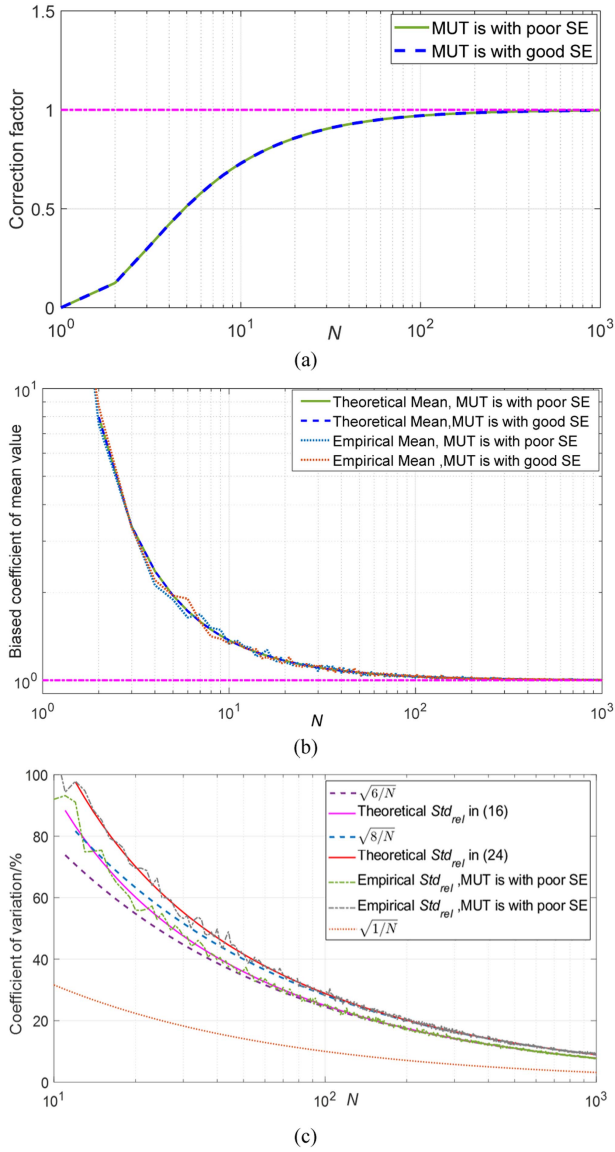 1.5
1
0.5
0
Correction factor
MUT is with poor SE
MUT is with good SE
10^0
10^1
10^2
10^3
N
(a)
10^1
10^0
Biased coefficient of mean value
Theoretical Mean, MUT is with poor SE
Theoretical Mean,MUT is with good SE
Empirical Mean, MUT is with poor SE
Empirical Mean ,MUT is with good SE
10^0
10^1
10^2
10^3
N
(b)
100
80
60
40
20
0
Coefficient of variation/%
√6/N
Theoretical Std_rel in (16)
√8/N
Theoretical Std_rel in (24)
Empirical Std_rel ,MUT is with poor SE
Empirical Std_rel ,MUT is with poor SE
√1/N
10^1
10^2
10^3
N
(c)